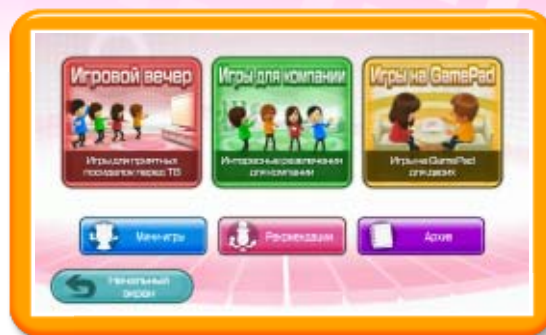 Игровой вечер
Игры для приятных
посиделок перед ТВ
Игры для компании
Интересные развлечения
для компании
Игры на GamePad
Игры на GamePad
для двоих
Мини-игры
Рекомендации
Архив
Начальный
экран